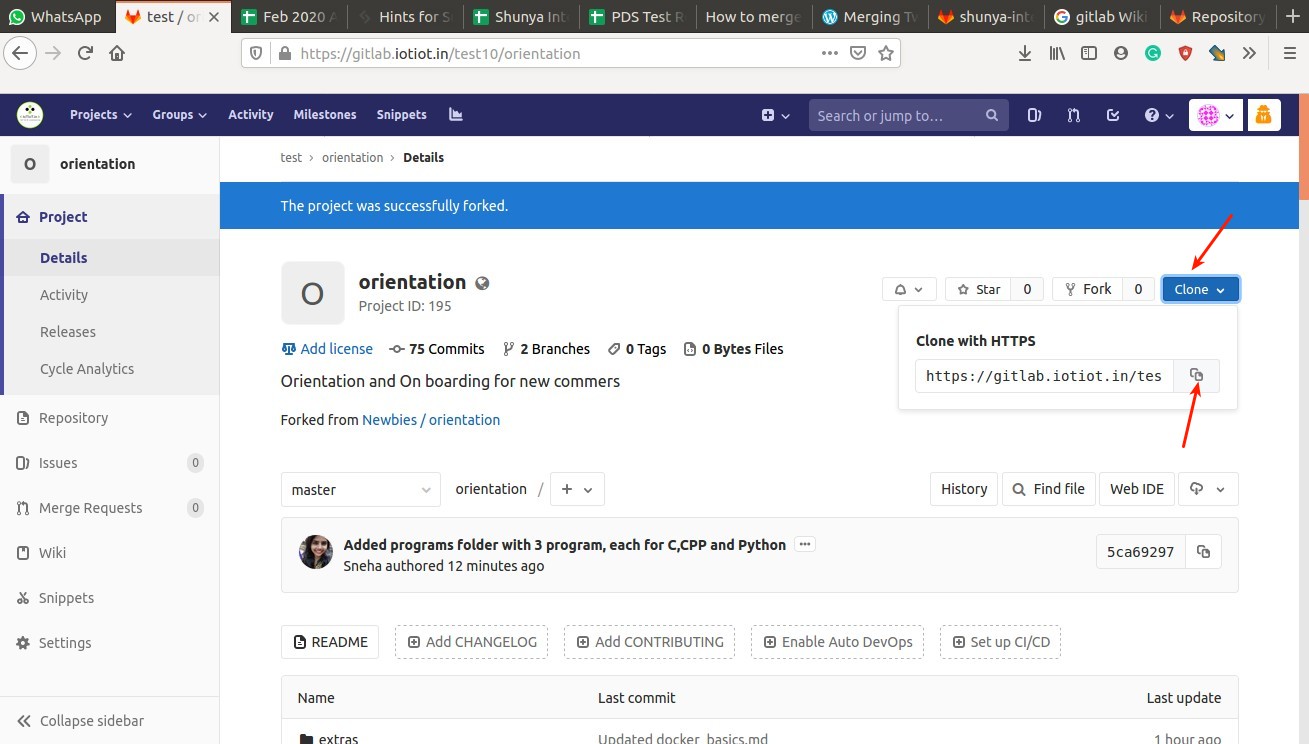 WhatsApp
test / or
Feb 2020 A
Hints for S
Shunya Int
PDS Test R
How to merge
Merging Tw
shunya-int
gitlab Wiki
Repository
https://gitlab.iotiot.in/test10/orientation
Projects
Groups
Activity
Milestones
Snippets
Search or jump to…
O
orientation
test › orientation › Details
Project
The project was successfully forked.
Details
Activity
Releases
Cycle Analytics
Repository
Issues 0
Merge Requests 0
Wiki
Snippets
Settings
Collapse sidebar
O
orientation
Project ID: 195
Star 0
Fork 0
Clone
Clone with HTTPS
https://gitlab.iotiot.in/tes
Add license
75 Commits
2 Branches
0 Tags
0 Bytes Files
Orientation and On boarding for new commers
Forked from Newbies / orientation
master
orientation /
+
History
Find file
Web IDE
Added programs folder with 3 program, each for C,CPP and Python
Sneha authored 12 minutes ago
5ca69297
README
Add CHANGELOG
Add CONTRIBUTING
Enable Auto DevOps
Set up CI/CD
Name
Last commit
Last update
extras
Updated docker_basics.md
1 hour ago